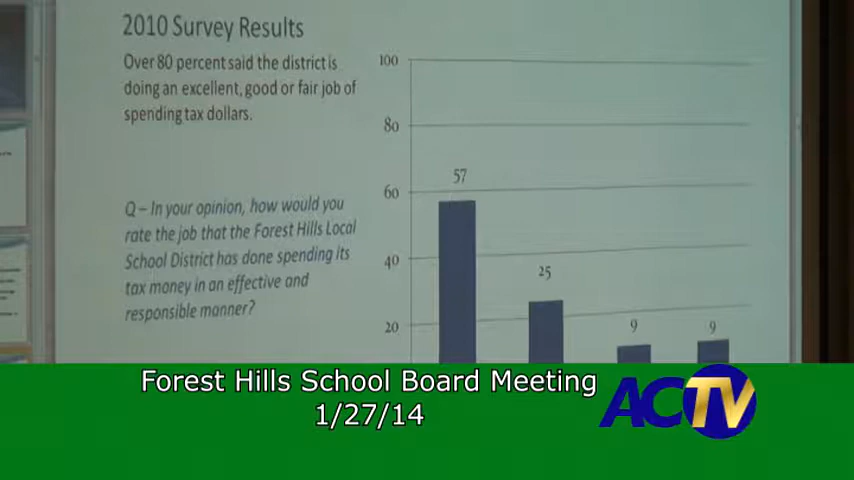 2010 Survey Results
Over 80 percent said the district is
doing an excellent, good or fair job of
spending tax dollars.
Q – In your opinion, how would you
rate the job that the Forest Hills Local
School District has done spending its
tax money in an effective and
responsible manner?
100
80
60
40
20
57
25
9
9
Forest Hills School Board Meeting
1/27/14
ACTV